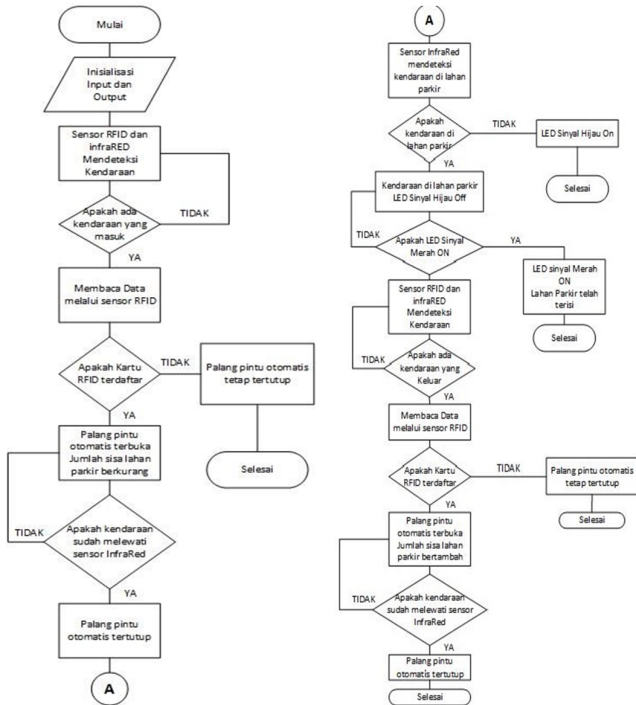 Mulai
Inisialisasi
Input dan
Output
Sensor RFID dan
infraRED
Mendeteksi
Kendaraan
Apakah ada
kendaraan yang
masuk
TIDAK
YA
Membaca Data
melalui sensor RFID
Apakah Kartu
RFID terdaftar
TIDAK
Palang pintu otomatis
tetap tertutup
Selesai
YA
Palang pintu
otomatis terbuka
Jumlah sisa lahan
parkir berkurang
TIDAK
Apakah kendaraan
sudah melewati
sensor InfraRed
YA
Palang pintu
otomatis tertutup
A
A
Sensor InfraRed
mendeteksi
kendaraan di lahan
parkir
Apakah
kendaraan di
lahan parkir
TIDAK
LED Sinyal Hijau On
Selesai
YA
Kendaraan di lahan parkir
LED Sinyal Hijau Off
TIDAK
Apakah LED Sinyal
Merah ON
YA
LED sinyal Merah
ON
Lahan Parkir telah
terisi
Selesai
Sensor RFID dan
infraRED
Mendeteksi
Kendaraan
TIDAK
Apakah ada
kendaraan yang
Keluar
YA
Membaca Data
melalui sensor RFID
Apakah Kartu
RFID terdaftar
TIDAK
Palang pintu otomatis
tetap tertutup
Selesai
YA
Palang pintu
otomatis terbuka
Jumlah sisa lahan
parkir bertambah
TIDAK
Apakah kendaraan
sudah melewati sensor
InfraRed
YA
Palang pintu
otomatis tertutup
Selesai